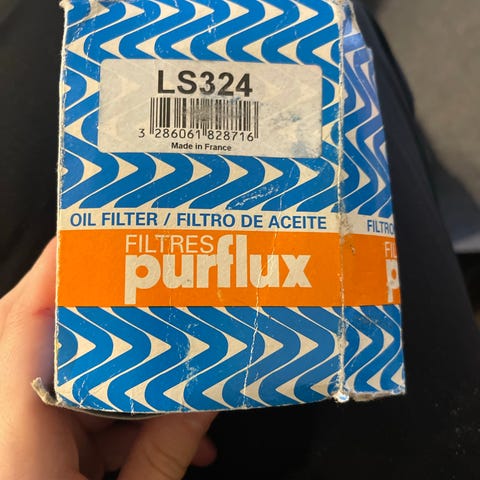 LS324
3 286061 828716
Made in France
OIL FILTER / FILTRO DE ACEITE
FILTRES
purflux